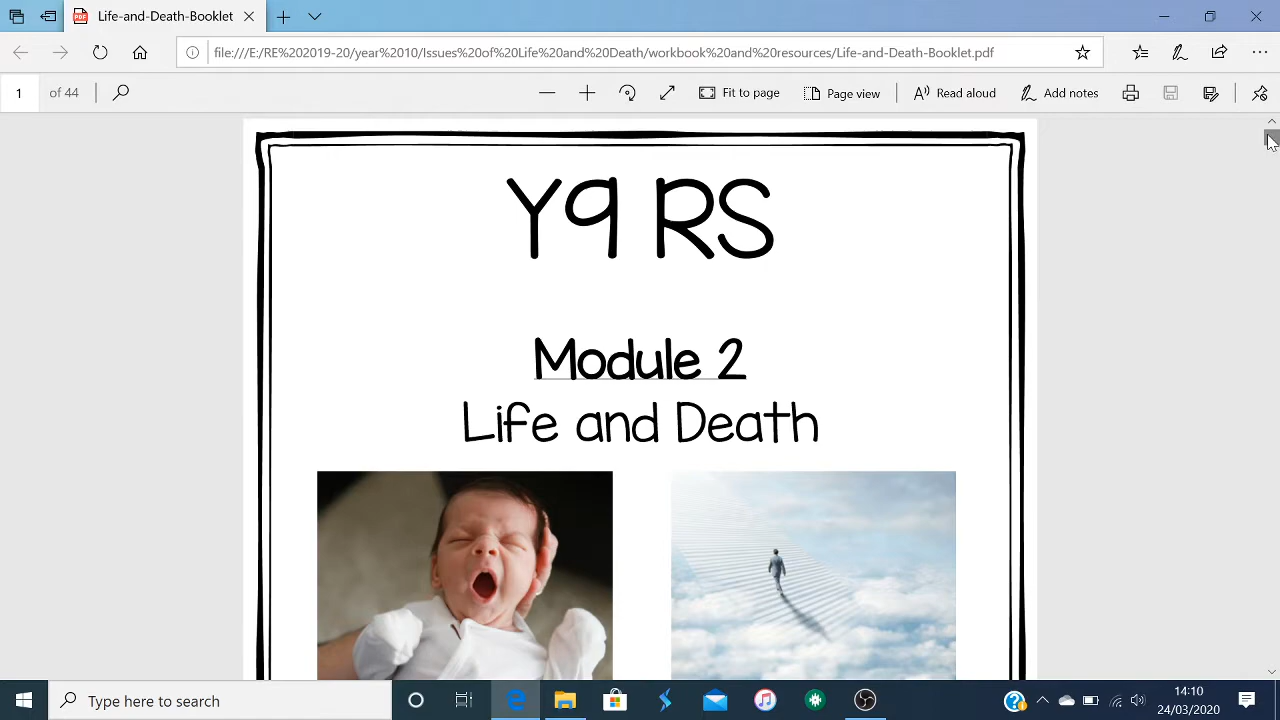 Life-and-Death-Booklet
file:///E:/RE%202019-20/year%2010/Issues%20of%20Life%20and%20Death/workbook%20and%20resources/Life-and-Death-Booklet.pdf
1 of 44 Fit to page Page view Read aloud Add notes
Y9 RS
Module 2
Life and Death
Type here to search
14:10
24/03/2020